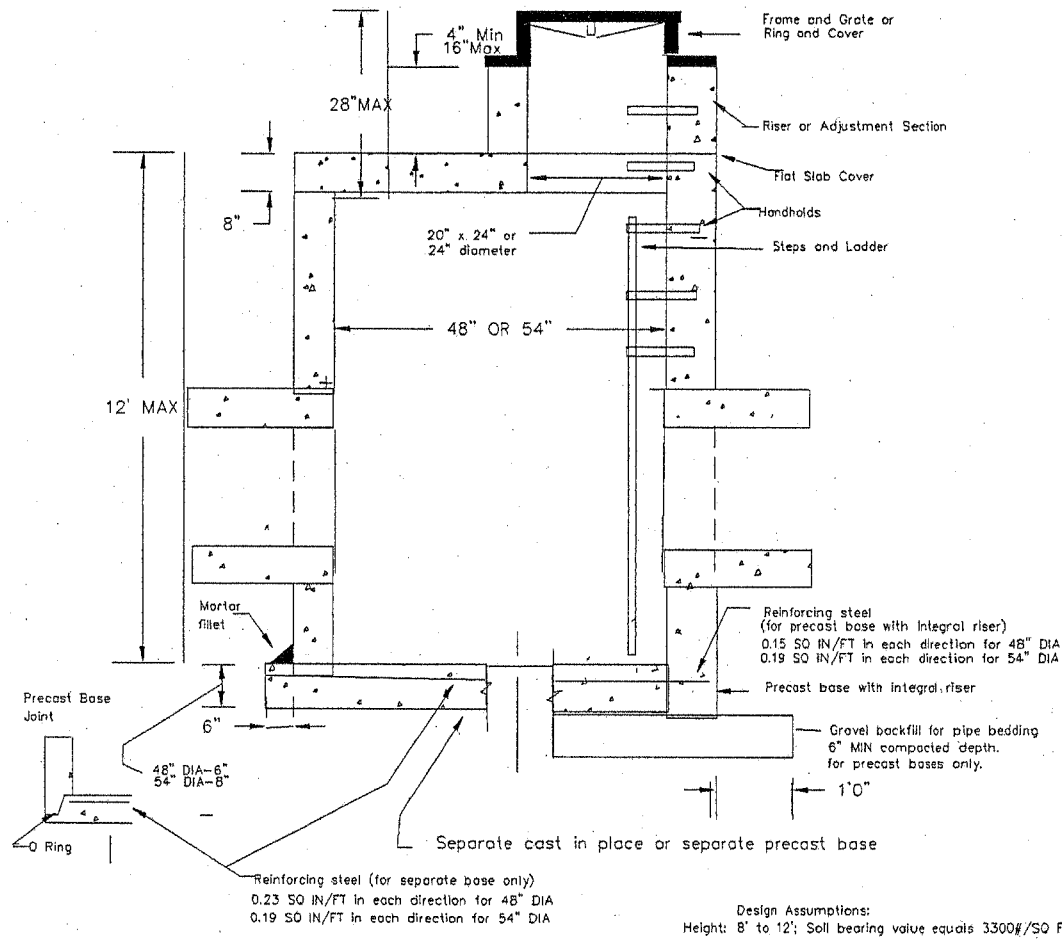 Frame and Grate or
Ring and Cover
4" Min
16"Max
28"MAX
Riser or Adjustment Section
Flat Slab Cover
8"
Handholds
20" x 24" or
24" diameter
Steps and Ladder
48" OR 54"
12' MAX
Mortar
fillet
Reinforcing steel
(for precast base with Integral riser)
0.15 SQ IN/FT in each direction for 48" DIA
0.19 SQ IN/FT in each direction for 54" DIA
Precast base with integral riser
Precast Base
Joint
6"
Gravel backfill for pipe bedding
6" MIN compacted depth.
for precast bases only.
48" DIA-6"
54" DIA-8"
1'0"
O Ring
Separate cast in place or separate precast base
Reinforcing steel (for separate base only)
0.23 SQ IN/FT in each direction for 48" DIA
0.19 SQ IN/FT in each direction for 54" DIA
Design Assumptions:
Height: 8' to 12'; Soil bearing value equals 3300#/SQ F